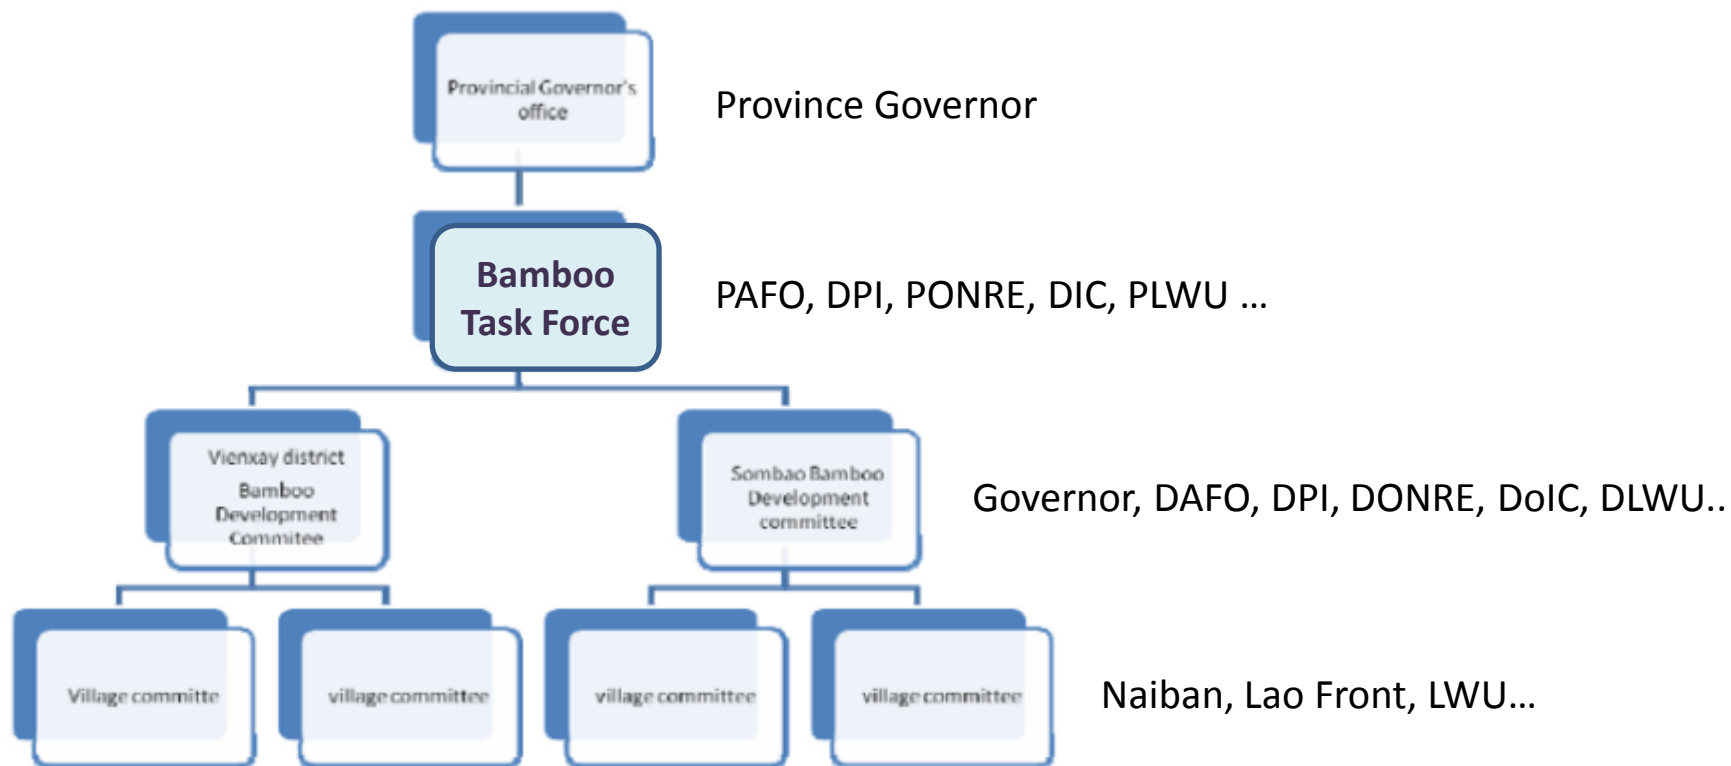 Provincial Governor's
office
Province Governor
Bamboo
Task Force
PAFO, DPI, PONRE, DIC, PLWU ...
Vienxay district
Bamboo
Development
Commitee
Sombao Bamboo
Development
committee
Governor, DAFO, DPI, DONRE, DoIC, DLWU..
Village committe
village committee
village committee
village committee
Naiban, Lao Front, LWU...